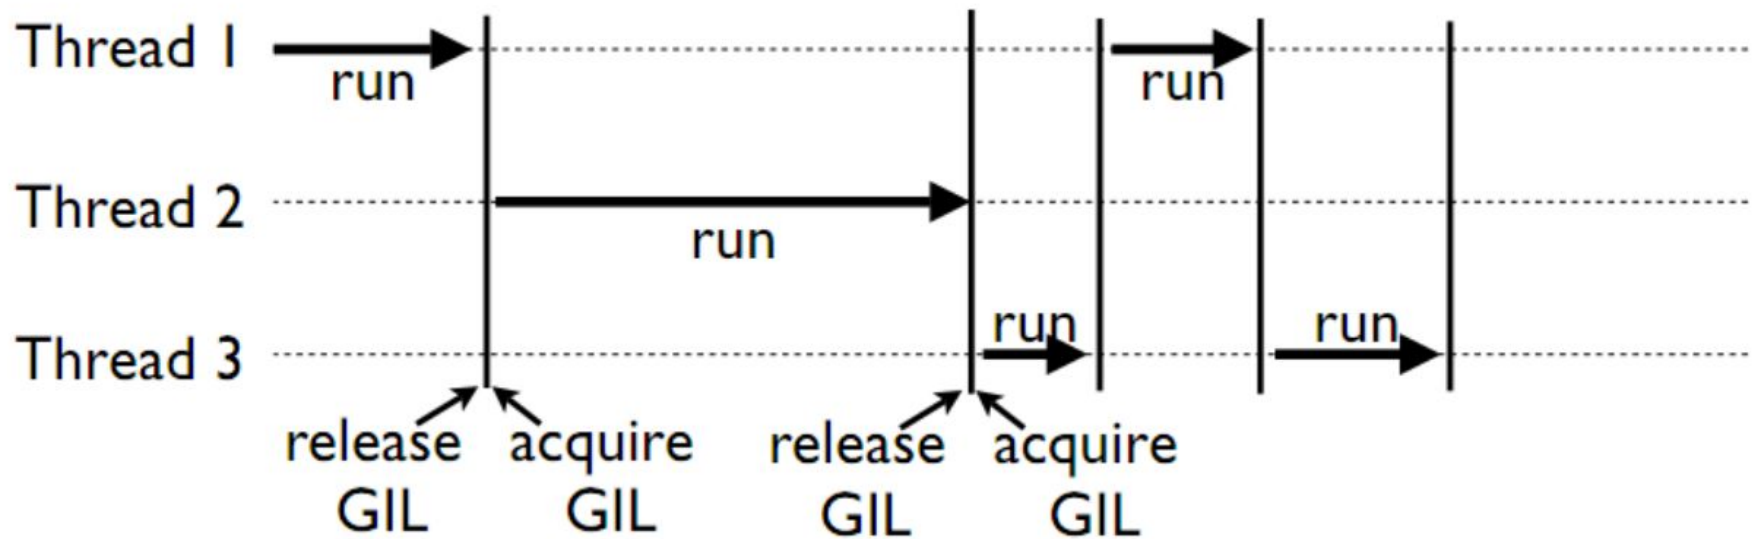 Thread 1
run
run
Thread 2
run
run
run
Thread 3
release
GIL
acquire
GIL
release
GIL
acquire
GIL